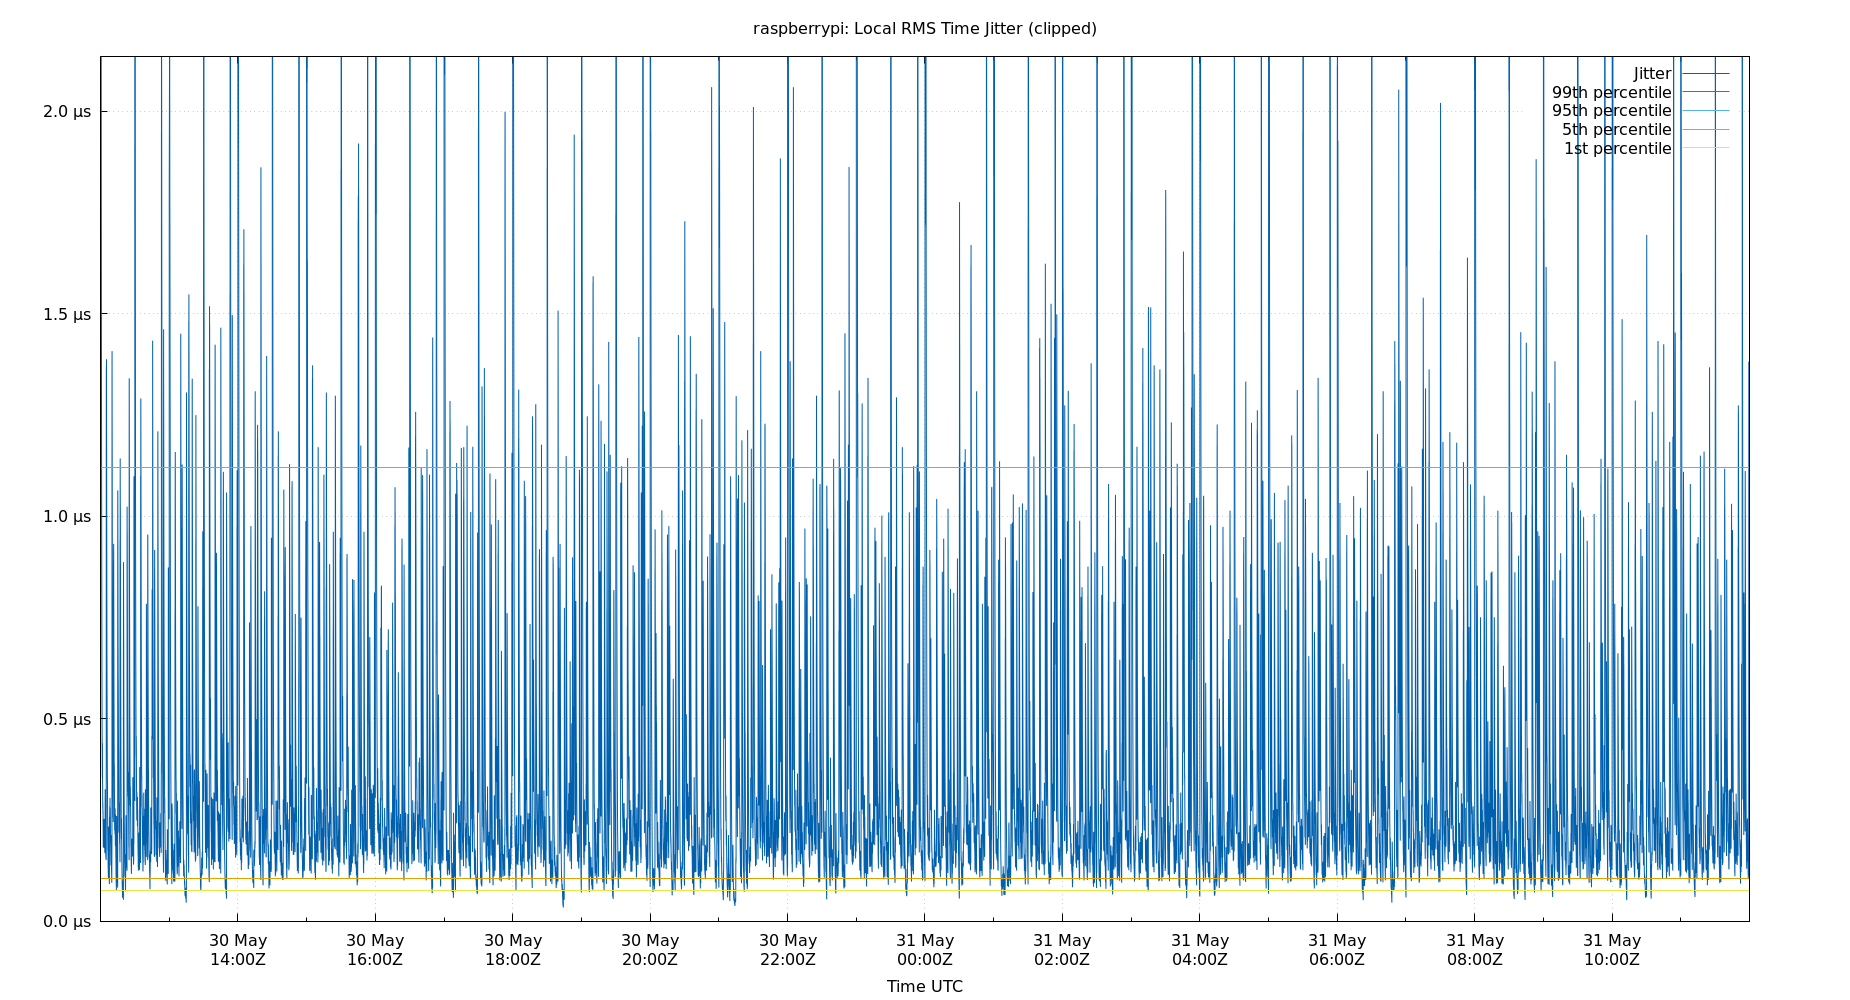 raspberrypi: Local RMS Time Jitter (clipped)
Jitter
99th percentile
95th percentile
5th percentile
1st percentile
2.0 µs
1.5 µs
1.0 µs
0.5 µs
0.0 µs
30 May 30 May 30 May 30 May 30 May 31 May 31 May 31 May 31 May 31 May 31 May
14:00Z 16:00Z 18:00Z 20:00Z 22:00Z 00:00Z 02:00Z 04:00Z 06:00Z 08:00Z 10:00Z
Time UTC